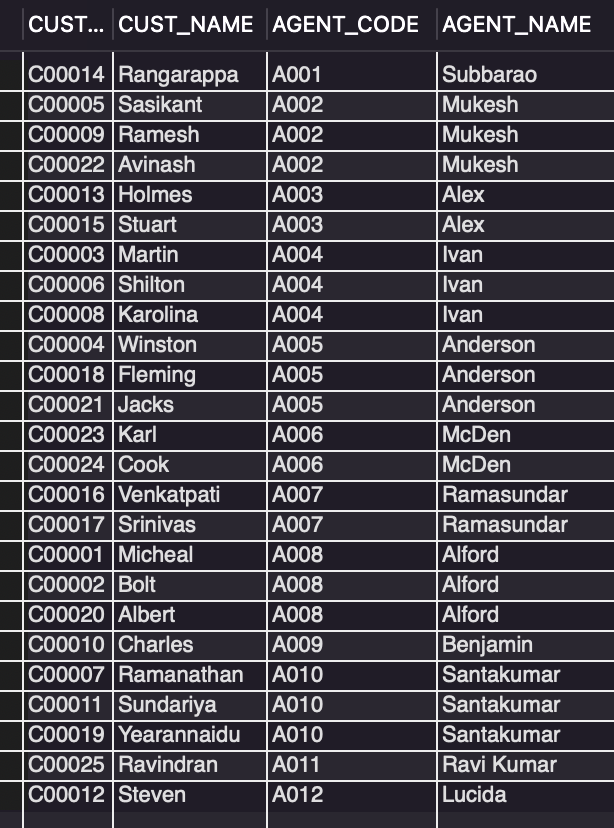 CUST... CUST_NAME AGENT_CODE AGENT_NAME
C00014 Rangarappa A001 Subbarao
C00005 Sasikant A002 Mukesh
C00009 Ramesh A002 Mukesh
C00022 Avinash A002 Mukesh
C00013 Holmes A003 Alex
C00015 Stuart A003 Alex
C00003 Martin A004 Ivan
C00006 Shilton A004 Ivan
C00008 Karolina A004 Ivan
C00004 Winston A005 Anderson
C00018 Fleming A005 Anderson
C00021 Jacks A005 Anderson
C00023 Karl A006 McDen
C00024 Cook A006 McDen
C00016 Venkatpati A007 Ramasundar
C00017 Srinivas A007 Ramasundar
C00001 Micheal A008 Alford
C00002 Bolt A008 Alford
C00020 Albert A008 Alford
C00010 Charles A009 Benjamin
C00007 Ramanathan A010 Santakumar
C00011 Sundariya A010 Santakumar
C00019 Yearannaidu A010 Santakumar
C00025 Ravindran A011 Ravi Kumar
C00012 Steven A012 Lucida